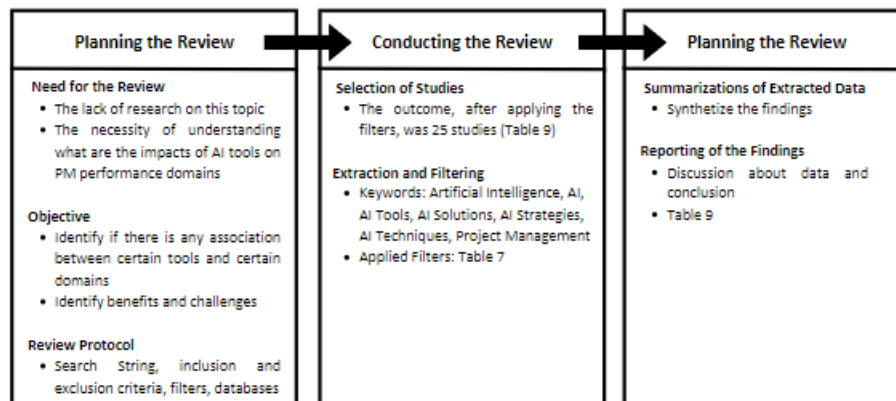 Planning the Review
Need for the Review
• The lack of research on this topic
• The necessity of understanding
what are the impacts of AI tools on
PM performance domains
Objective
• Identify if there is any association
between certain tools and certain
domains
• Identify benefits and challenges
Review Protocol
• Search String, inclusion and
exclusion criteria, filters, databases
Conducting the Review
Selection of Studies
• The outcome, after applying the
filters, was 25 studies (Table 9)
Extraction and Filtering
• Keywords: Artificial Intelligence, AI,
AI Tools, AI Solutions, AI Strategies,
AI Techniques, Project Management
• Applied Filters: Table 7
Planning the Review
Summarizations of Extracted Data
• Synthetize the findings
Reporting of the Findings
• Discussion about data and
conclusion
• Table 9